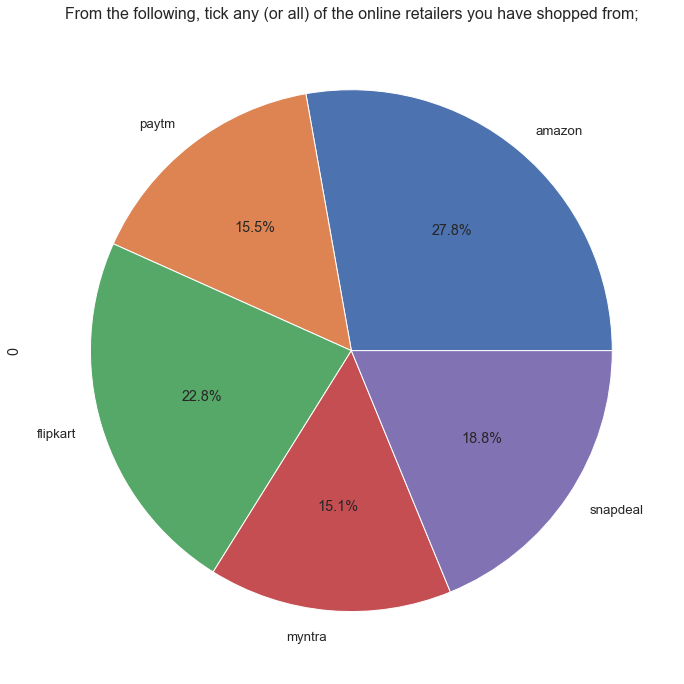 From the following, tick any (or all) of the online retailers you have shopped from;
paytm
amazon
15.5%
27.8%
0
22.8%
flipkart
18.8%
15.1%
snapdeal
myntra